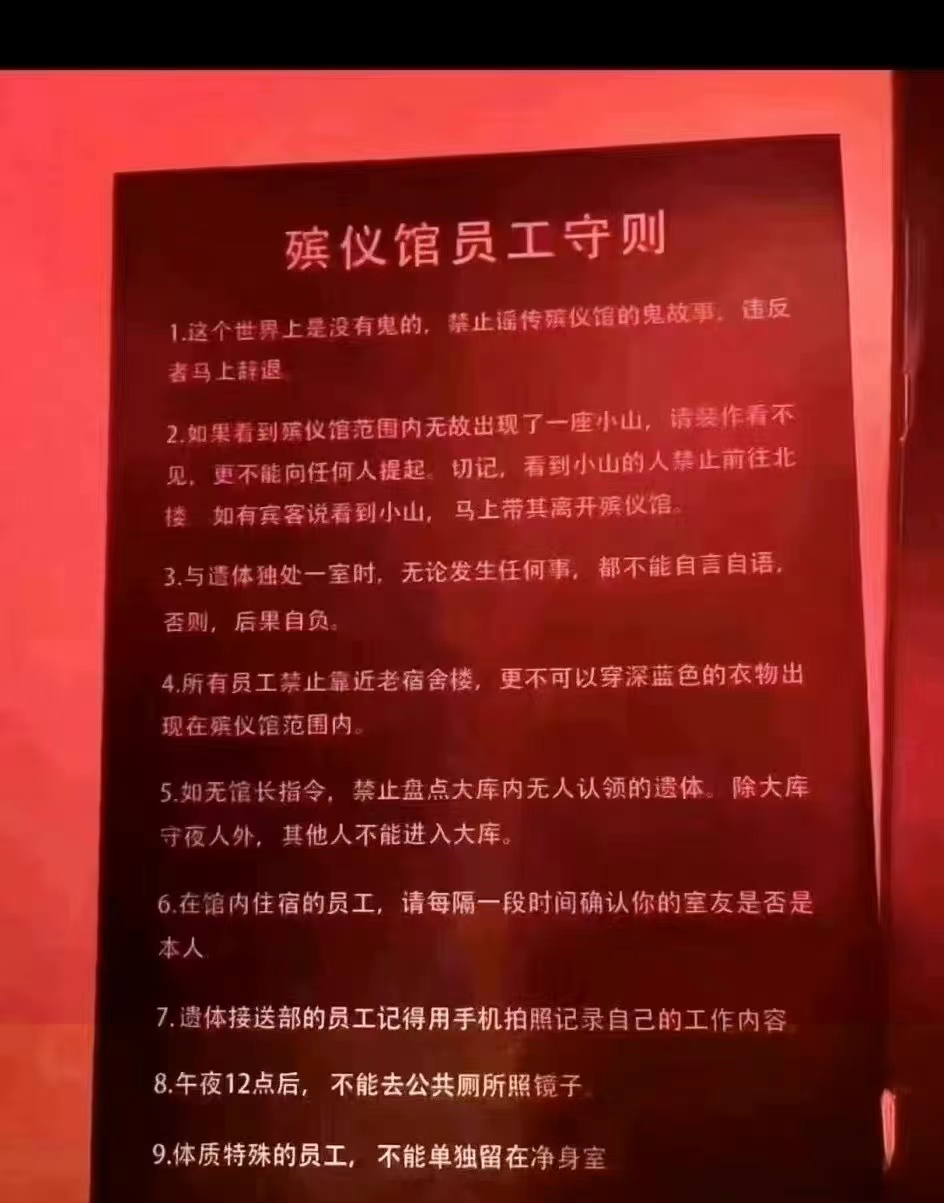 殡仪馆员工守则
1.这个世界上是没有鬼的，禁止谣传殡仪馆的鬼故事，违反
者马上辞退
2.如果看到殡仪馆范围内无故出现了一座小山，请装作看不
见，更不能向任何人提起。切记，看到小山的人禁止前往北
楼 如有宾客说看到小山，马上带其离开殡仪馆。
3.与遗体独处一室时，无论发生任何事，都不能自言自语，
否则，后果自负。
4.所有员工禁止靠近老宿舍楼，更不可以穿深蓝色的衣物出
现在殡仪馆范围内。
5.如无馆长指令，禁止盘点大库内无人认领的遗体。除大库
守夜人外，其他人不能进入大库。
6.在馆内住宿的员工，请每隔一段时间确认你的室友是否是
本人
7.遗体接送部的员工记得用手机拍照记录自己的工作内容
8.午夜12点后，不能去公共厕所照镜子。
9.体质特殊的员工，不能单独留在净身室